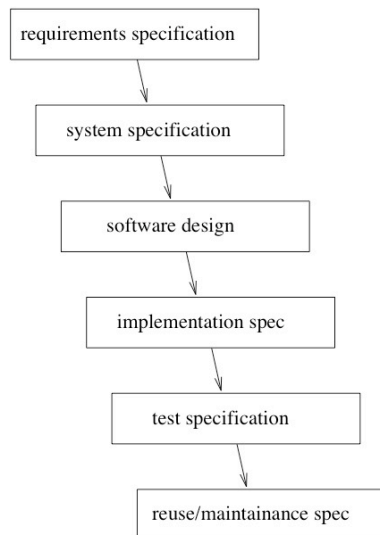 requirements specification
system specification
software design
implementation spec
test specification
reuse/maintainance spec